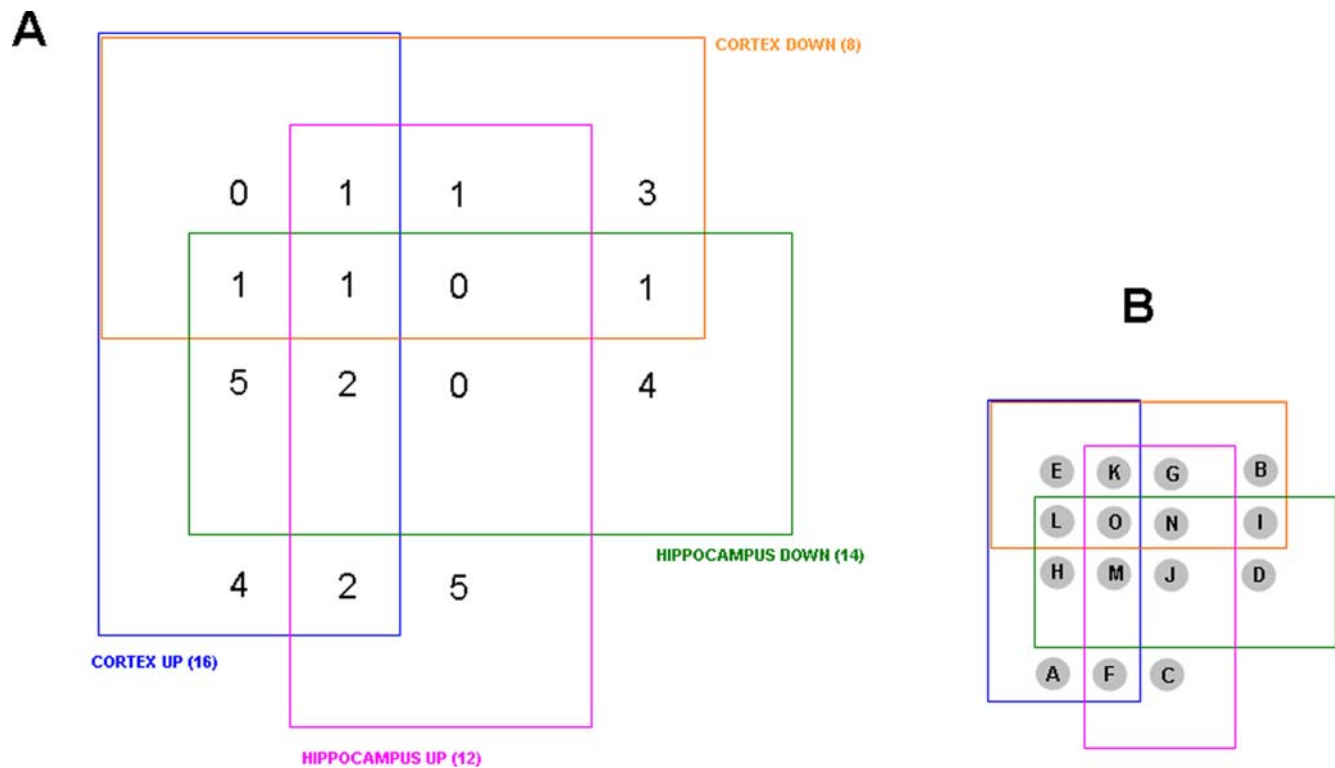 A
CORTEX DOWN (8)
0 1 1 3
1 1 0 1
5 2 0 4
HIPPOCAMPUS DOWN (14)
4 2 5
CORTEX UP (16)
HIPPOCAMPUS UP (12)
B
E K G B
L O N I
H M J D
A F C